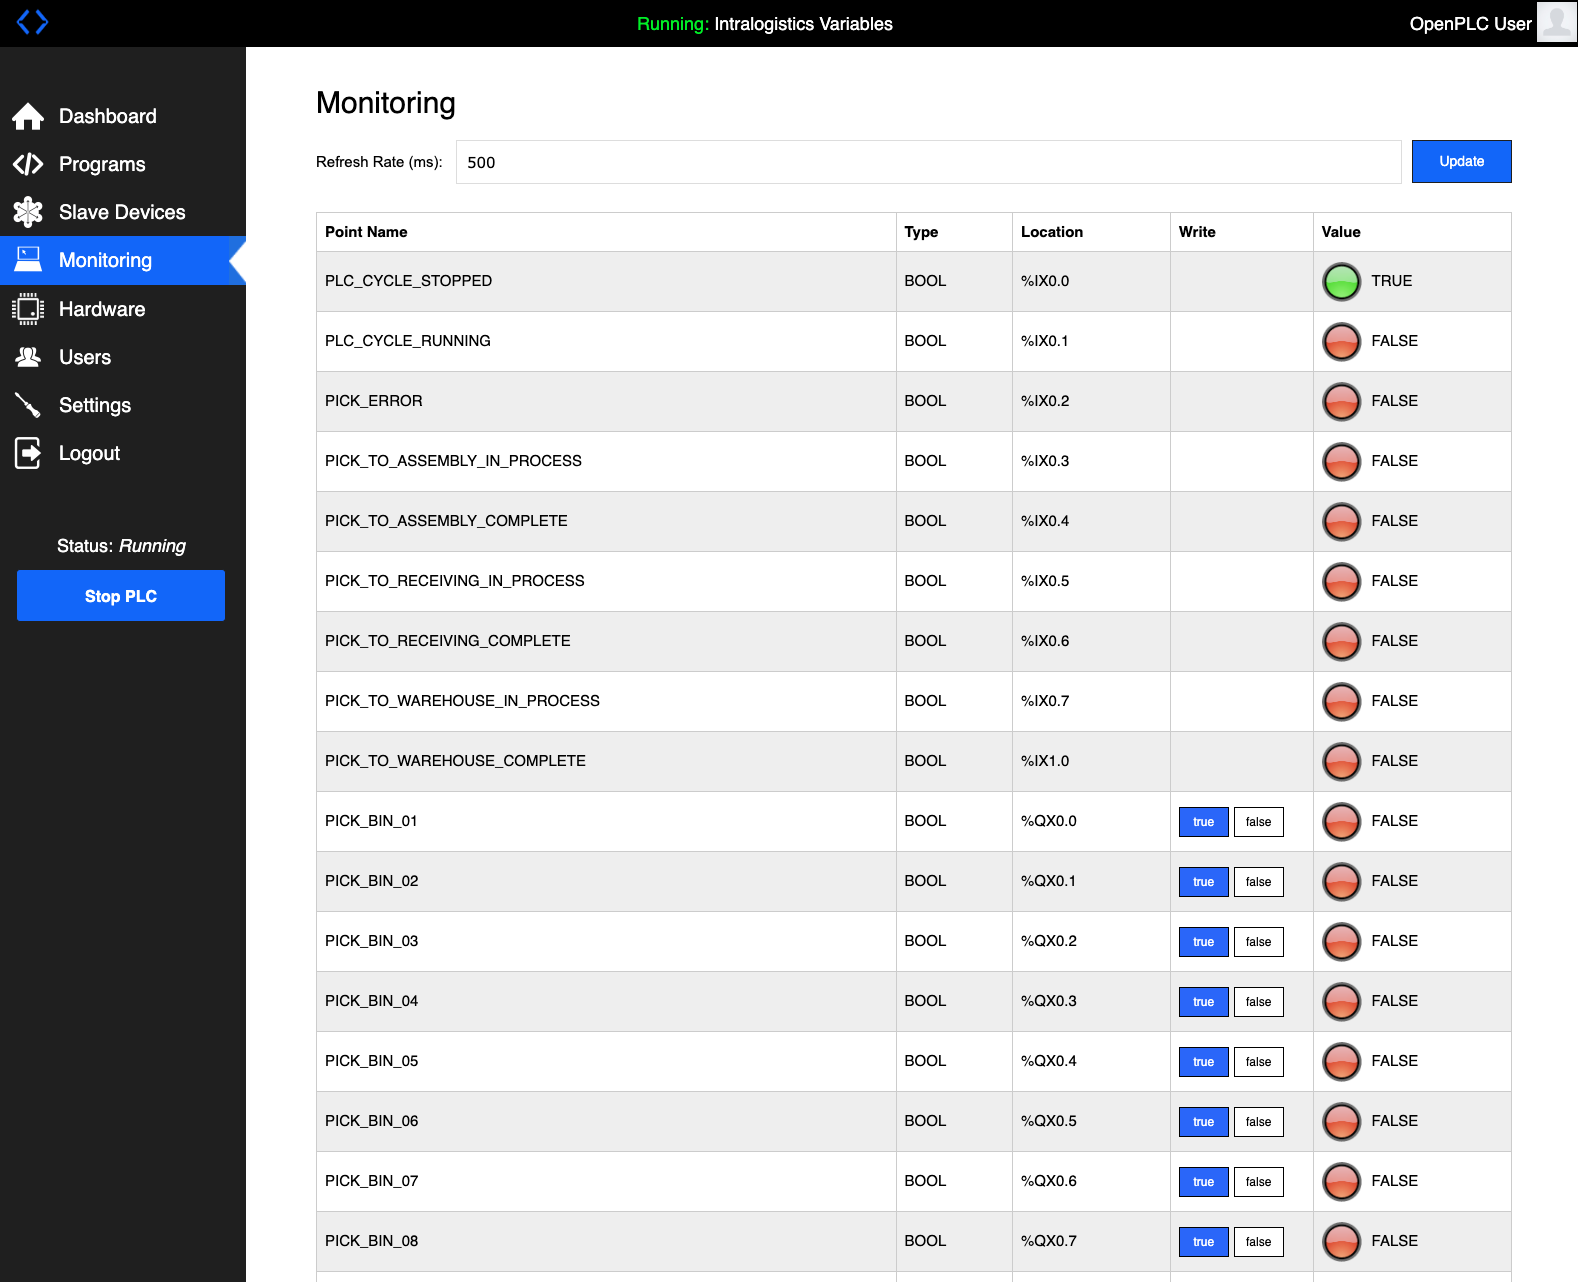 Running: Intralogistics Variables
OpenPLC User
Dashboard
Programs
Slave Devices
Monitoring
Hardware
Users
Settings
Logout
Status: Running
Stop PLC
Monitoring
Refresh Rate (ms): 500 Update
Point Name Type Location Write Value
PLC_CYCLE_STOPPED BOOL %IX0.0 TRUE
PLC_CYCLE_RUNNING BOOL %IX0.1 FALSE
PICK_ERROR BOOL %IX0.2 FALSE
PICK_TO_ASSEMBLY_IN_PROCESS BOOL %IX0.3 FALSE
PICK_TO_ASSEMBLY_COMPLETE BOOL %IX0.4 FALSE
PICK_TO_RECEIVING_IN_PROCESS BOOL %IX0.5 FALSE
PICK_TO_RECEIVING_COMPLETE BOOL %IX0.6 FALSE
PICK_TO_WAREHOUSE_IN_PROCESS BOOL %IX0.7 FALSE
PICK_TO_WAREHOUSE_COMPLETE BOOL %IX1.0 FALSE
PICK_BIN_01 BOOL %QX0.0 true false FALSE
PICK_BIN_02 BOOL %QX0.1 true false FALSE
PICK_BIN_03 BOOL %QX0.2 true false FALSE
PICK_BIN_04 BOOL %QX0.3 true false FALSE
PICK_BIN_05 BOOL %QX0.4 true false FALSE
PICK_BIN_06 BOOL %QX0.5 true false FALSE
PICK_BIN_07 BOOL %QX0.6 true false FALSE
PICK_BIN_08 BOOL %QX0.7 true false FALSE